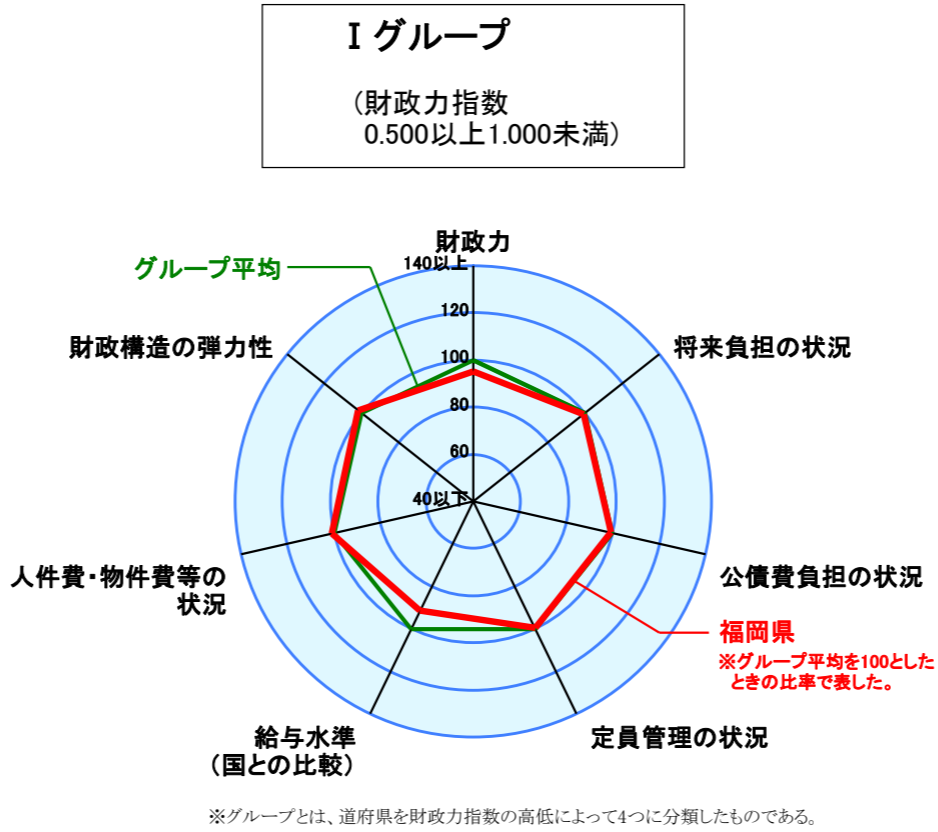 Ⅰグループ
（財政力指数
0.500以上1.000未満）
財政力
140以上
グループ平均
120
財政構造の弾力性
将来負担の状況
100
80
60
40以下
人件費・物件費等の
状況
公債費負担の状況
福岡県
※グループ平均を100とした
ときの比率で表した。
給与水準
（国との比較）
定員管理の状況
※グループとは、道府県を財政力指数の高低によって4つに分類したものである。